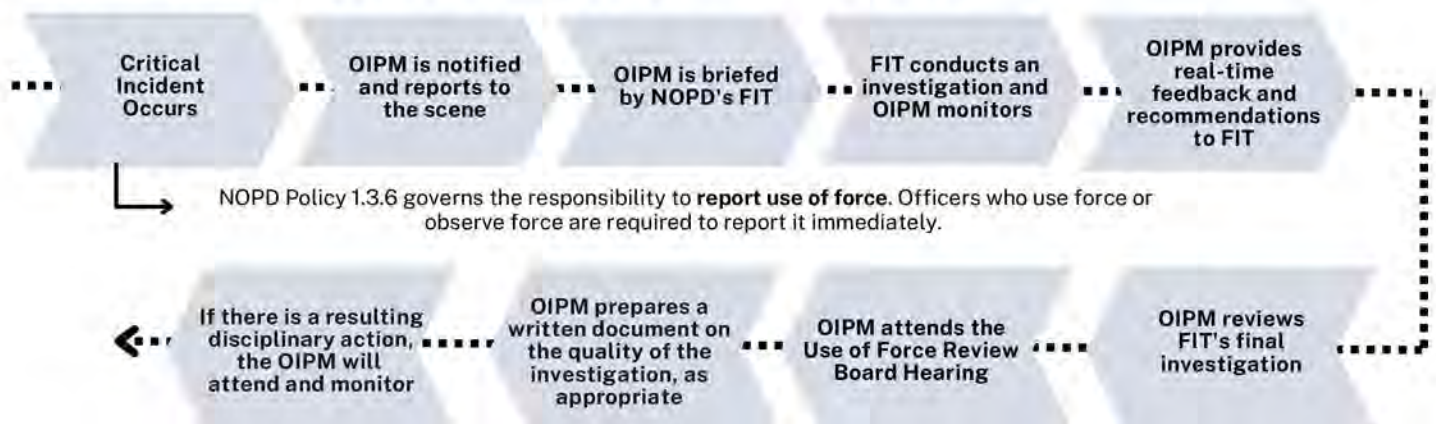 Critical
Incident
Occurs
OIPM is notified
and reports to
the scene
OIPM is briefed
by NOPD's FIT
FIT conducts an
investigation and
OIPM monitors
OIPM provides
real-time
feedback and
recommendations
to FIT
NOPD Policy 1.3.6 governs the responsibility to report use of force. Officers who use force or
observe force are required to report it immediately.
OIPM reviews
FIT's final
investigation
OIPM attends the
Use of Force Review
Board Hearing
OIPM prepares a
written document on
the quality of the
investigation, as
appropriate
If there is a resulting
disciplinary action,
the OIPM will
attend and monitor